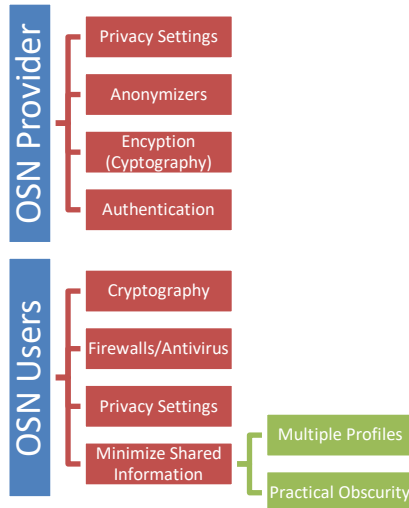 OSN Provider
Privacy Settings
Anonymizers
Encyption
(Cyptography)
Authentication
OSN Users
Cryptography
Firewalls/Antivirus
Privacy Settings
Minimize Shared
Information
Multiple Profiles
Practical Obscurity